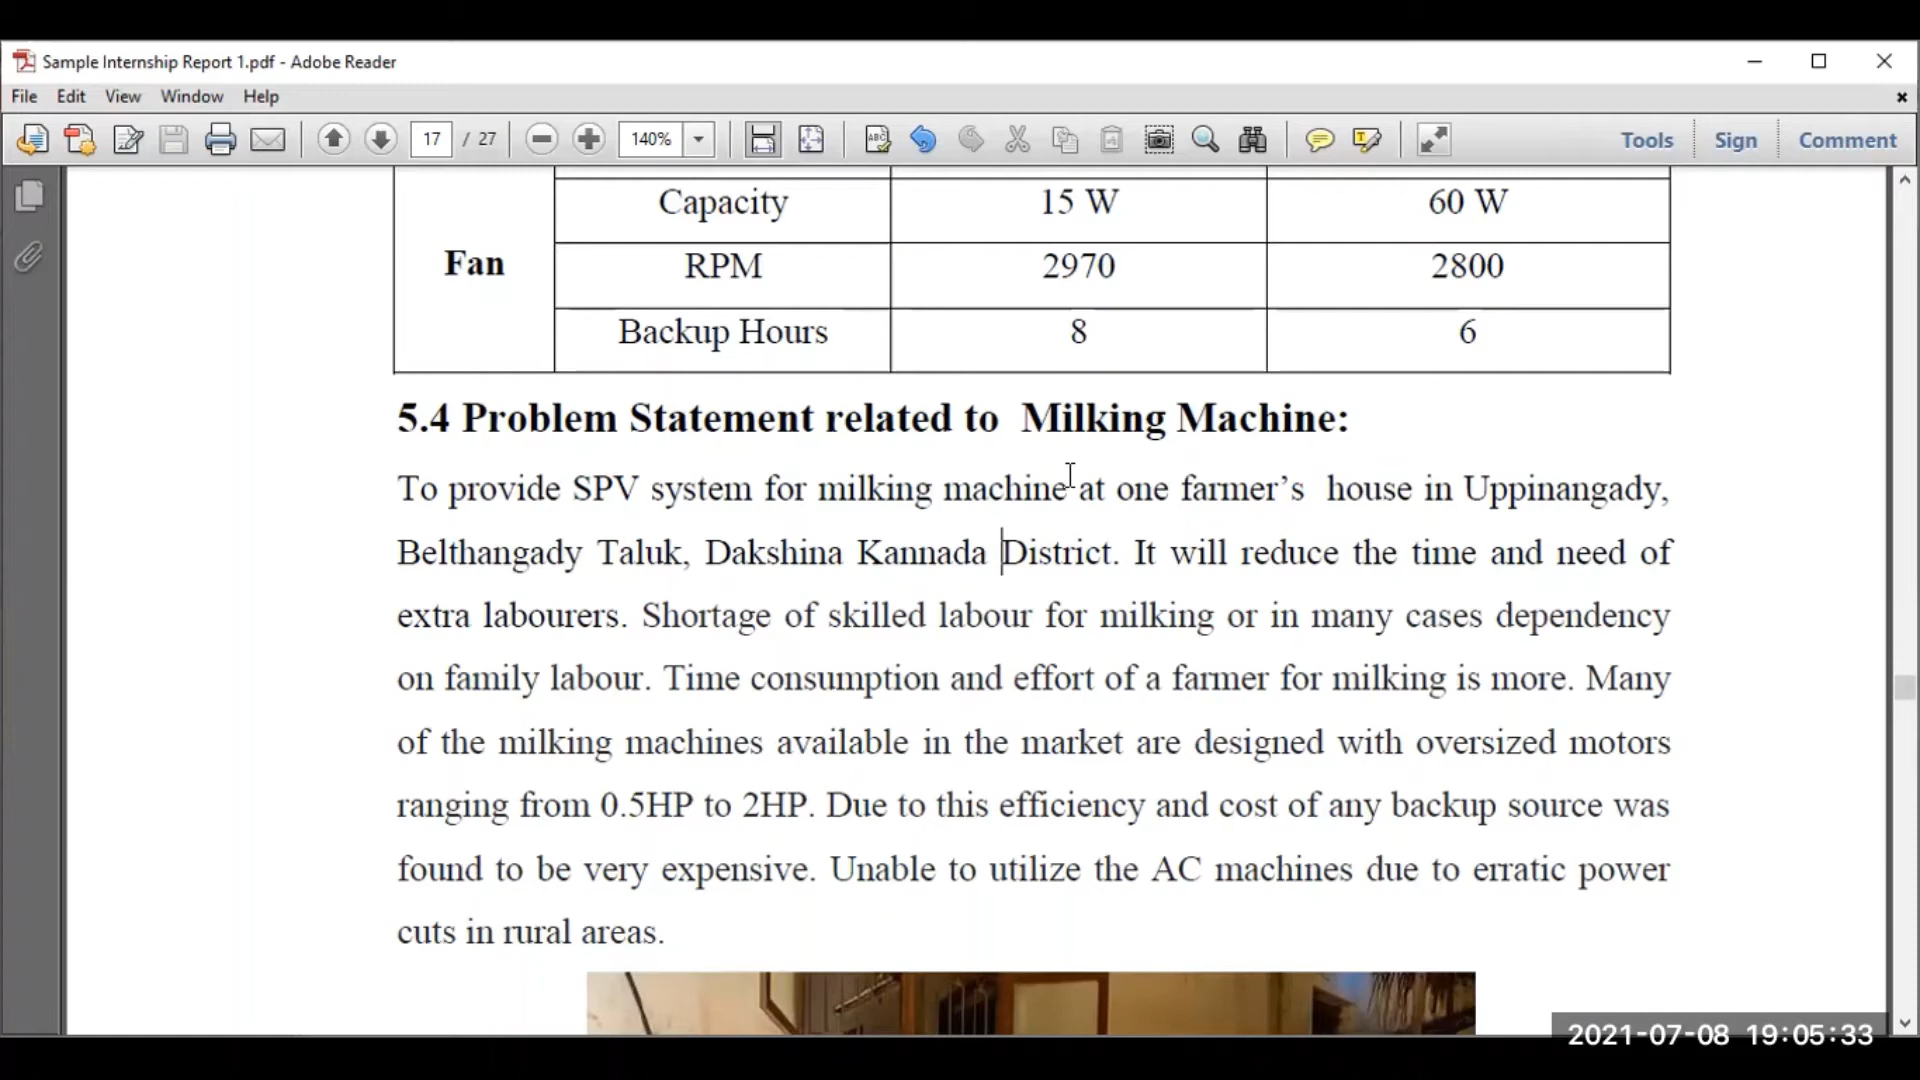 Sample Internship Report 1.pdf - Adobe Reader
File Edit View Window Help
17 / 27 140% Tools Sign Comment
Capacity 15 W 60 W
Fan RPM 2970 2800
Backup Hours 8 6
5.4 Problem Statement related to  Milking Machine:
To provide SPV system for milking machine at one farmer’s  house in Uppinangady,
Belthangady Taluk, Dakshina Kannada District. It will reduce the time and need of
extra labourers. Shortage of skilled labour for milking or in many cases dependency
on family labour. Time consumption and effort of a farmer for milking is more. Many
of the milking machines available in the market are designed with oversized motors
ranging from 0.5HP to 2HP. Due to this efficiency and cost of any backup source was
found to be very expensive. Unable to utilize the AC machines due to erratic power
cuts in rural areas.
2021-07-08 19:05:33